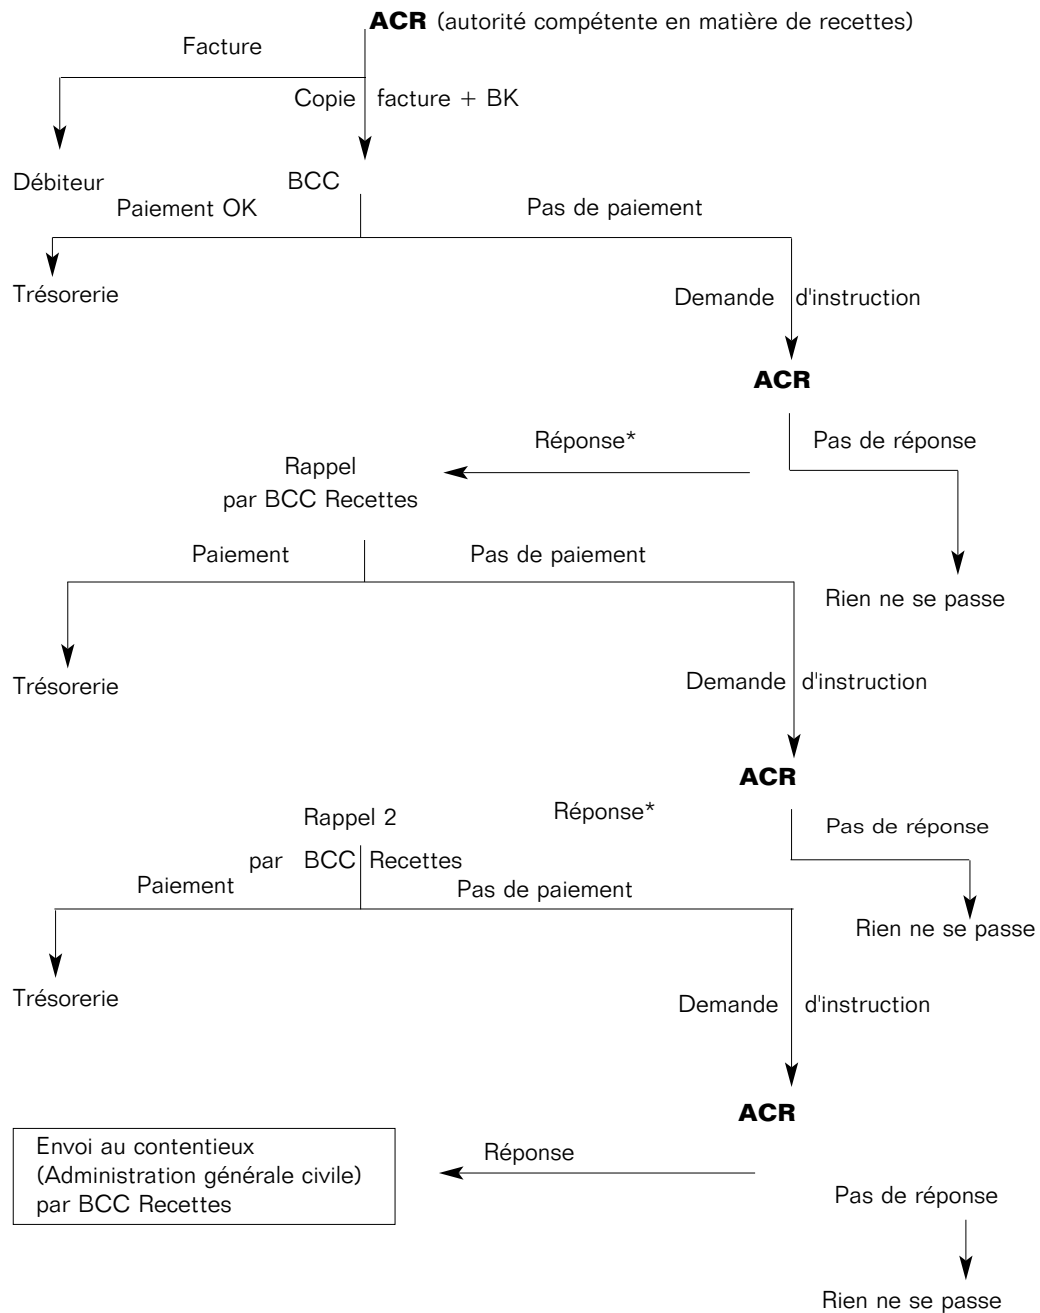 ACR (autorité compétente en matière de recettes)
Facture
Copie facture + BK
Débiteur
BCC
Paiement OK
Pas de paiement
Trésorerie
Demande d'instruction
ACR
Réponse*
Pas de réponse
Rappel
par BCC Recettes
Paiement
Pas de paiement
Rien ne se passe
Trésorerie
Demande d'instruction
ACR
Rappel 2
Réponse*
Pas de réponse
par BCC Recettes
Paiement
Pas de paiement
Rien ne se passe
Trésorerie
Demande d'instruction
ACR
Envoi au contentieux
(Administration générale civile)
par BCC Recettes
Réponse
Pas de réponse
Rien ne se passe